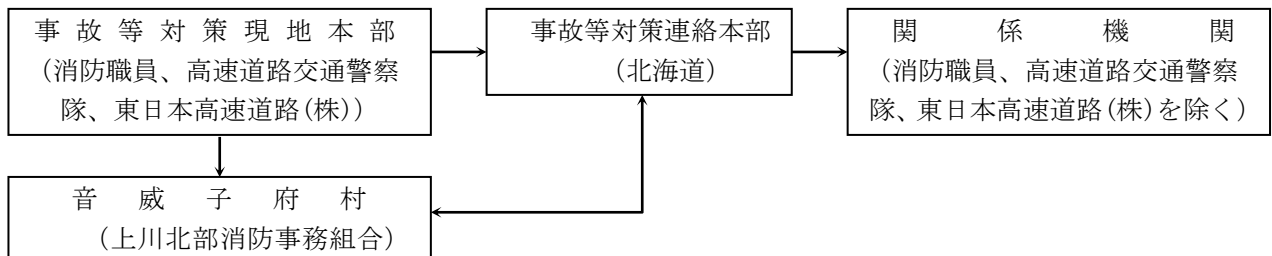 事故等対策現地本部
（消防職員、高速道路交通警察
隊、東日本高速道路(株)）
事故等対策連絡本部
（北海道）
関係機関
（消防職員、高速道路交通警察
隊、東日本高速道路(株)を除く）
音威子府村
（上川北部消防事務組合）